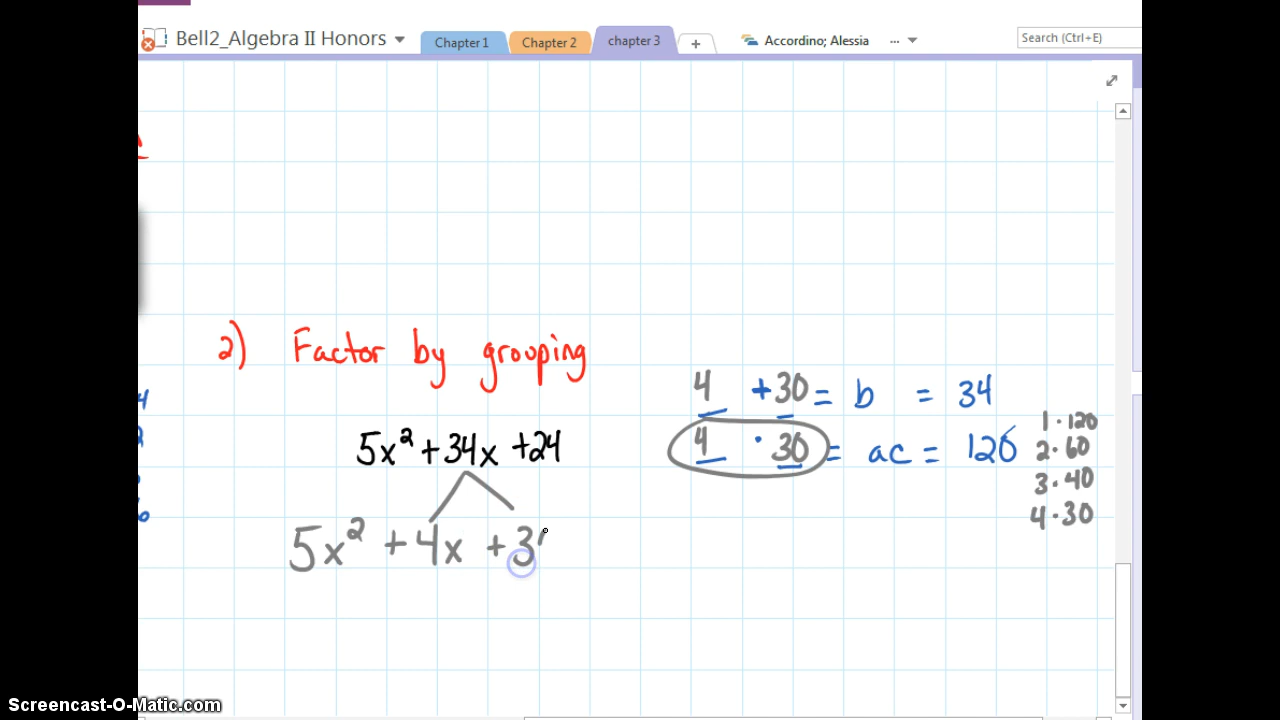 Bell2_Algebra II Honors
Chapter 1
Chapter 2
chapter 3
+
Accordino; Alessia
...
Search (Ctrl+E)
2) Factor by grouping
5x² + 34x + 24
5x² + 4x + 3
4 + 30 = b = 34
4 · 30 = ac = 120
1 · 120
2 · 60
3 · 40
4 · 30
SCREENCAST-O-MATIC.COM